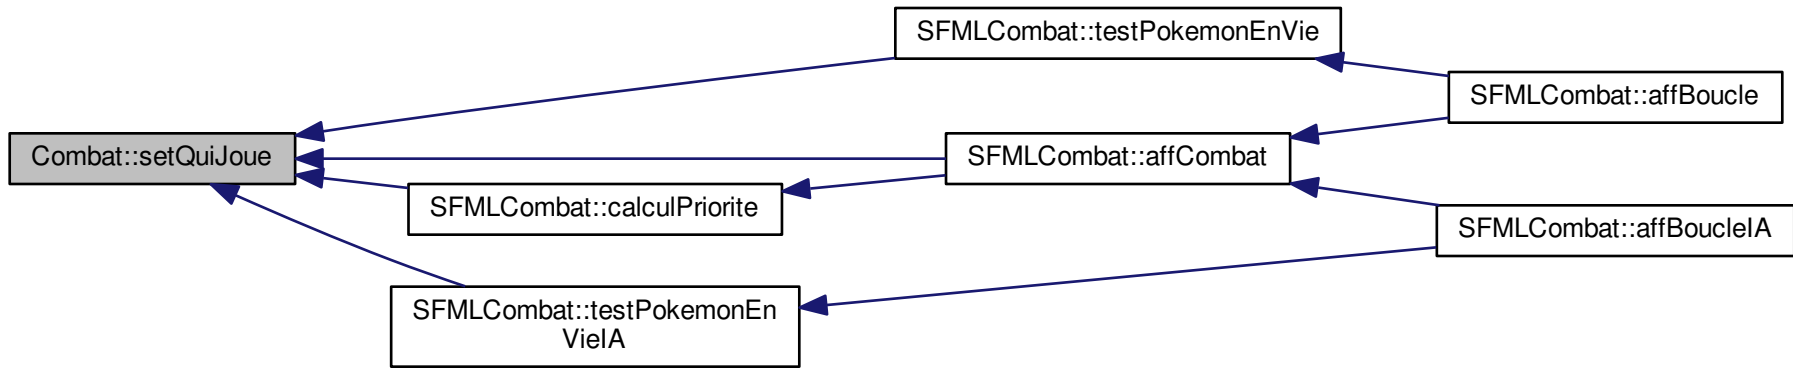 SFMLCombat::testPokemonEnVie
SFMLCombat::affBoucle
Combat::setQuiJoue
SFMLCombat::affCombat
SFMLCombat::calculPriorite
SFMLCombat::affBoucleIA
SFMLCombat::testPokemonEn
VieIA